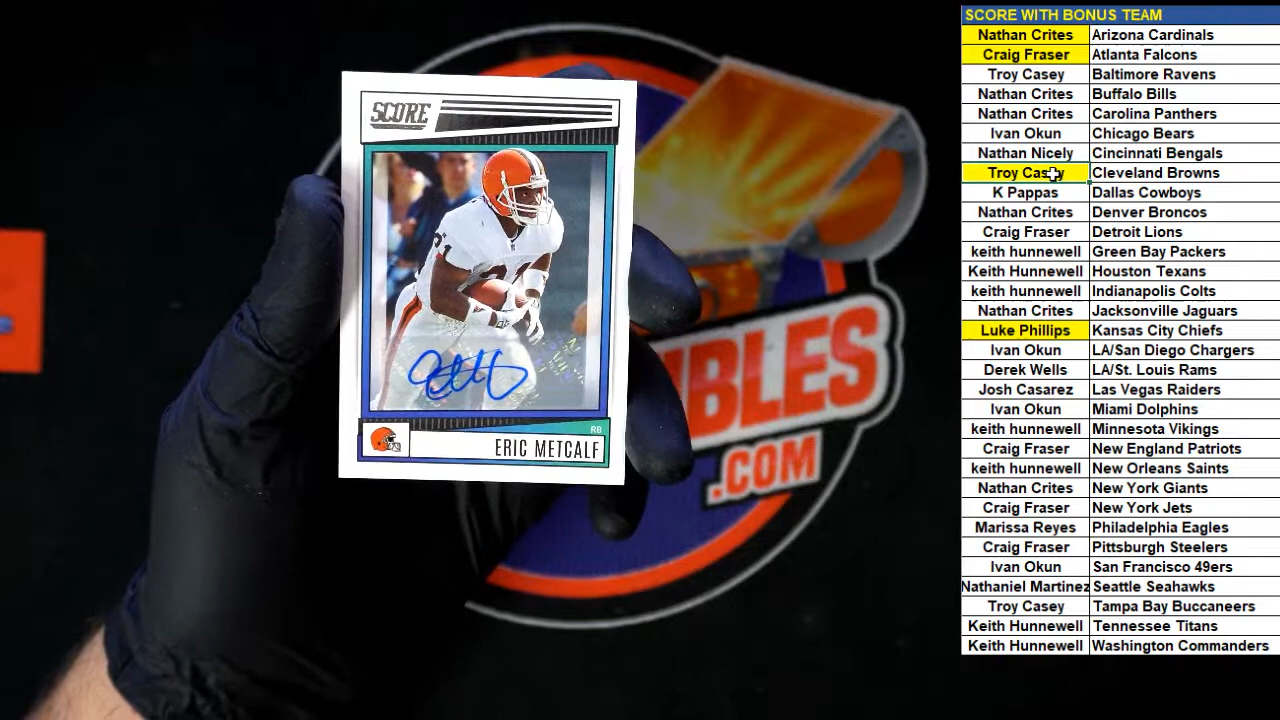 SCORE
21
RB
ERIC METCALF
IBLES
.COM
SCORE WITH BONUS TEAM
Nathan Crites Arizona Cardinals
Craig Fraser Atlanta Falcons
Troy Casey Baltimore Ravens
Nathan Crites Buffalo Bills
Nathan Crites Carolina Panthers
Ivan Okun Chicago Bears
Nathan Nicely Cincinnati Bengals
Troy Casey Cleveland Browns
K Pappas Dallas Cowboys
Nathan Crites Denver Broncos
Craig Fraser Detroit Lions
keith hunnewell Green Bay Packers
Keith Hunnewell Houston Texans
keith hunnewell Indianapolis Colts
Nathan Crites Jacksonville Jaguars
Luke Phillips Kansas City Chiefs
Ivan Okun LA/San Diego Chargers
Derek Wells LA/St. Louis Rams
Josh Casarez Las Vegas Raiders
Ivan Okun Miami Dolphins
keith hunnewell Minnesota Vikings
Craig Fraser New England Patriots
keith hunnewell New Orleans Saints
Nathan Crites New York Giants
Craig Fraser New York Jets
Marissa Reyes Philadelphia Eagles
Craig Fraser Pittsburgh Steelers
Ivan Okun San Francisco 49ers
Nathaniel Martinez Seattle Seahawks
Troy Casey Tampa Bay Buccaneers
Keith Hunnewell Tennessee Titans
Keith Hunnewell Washington Commanders